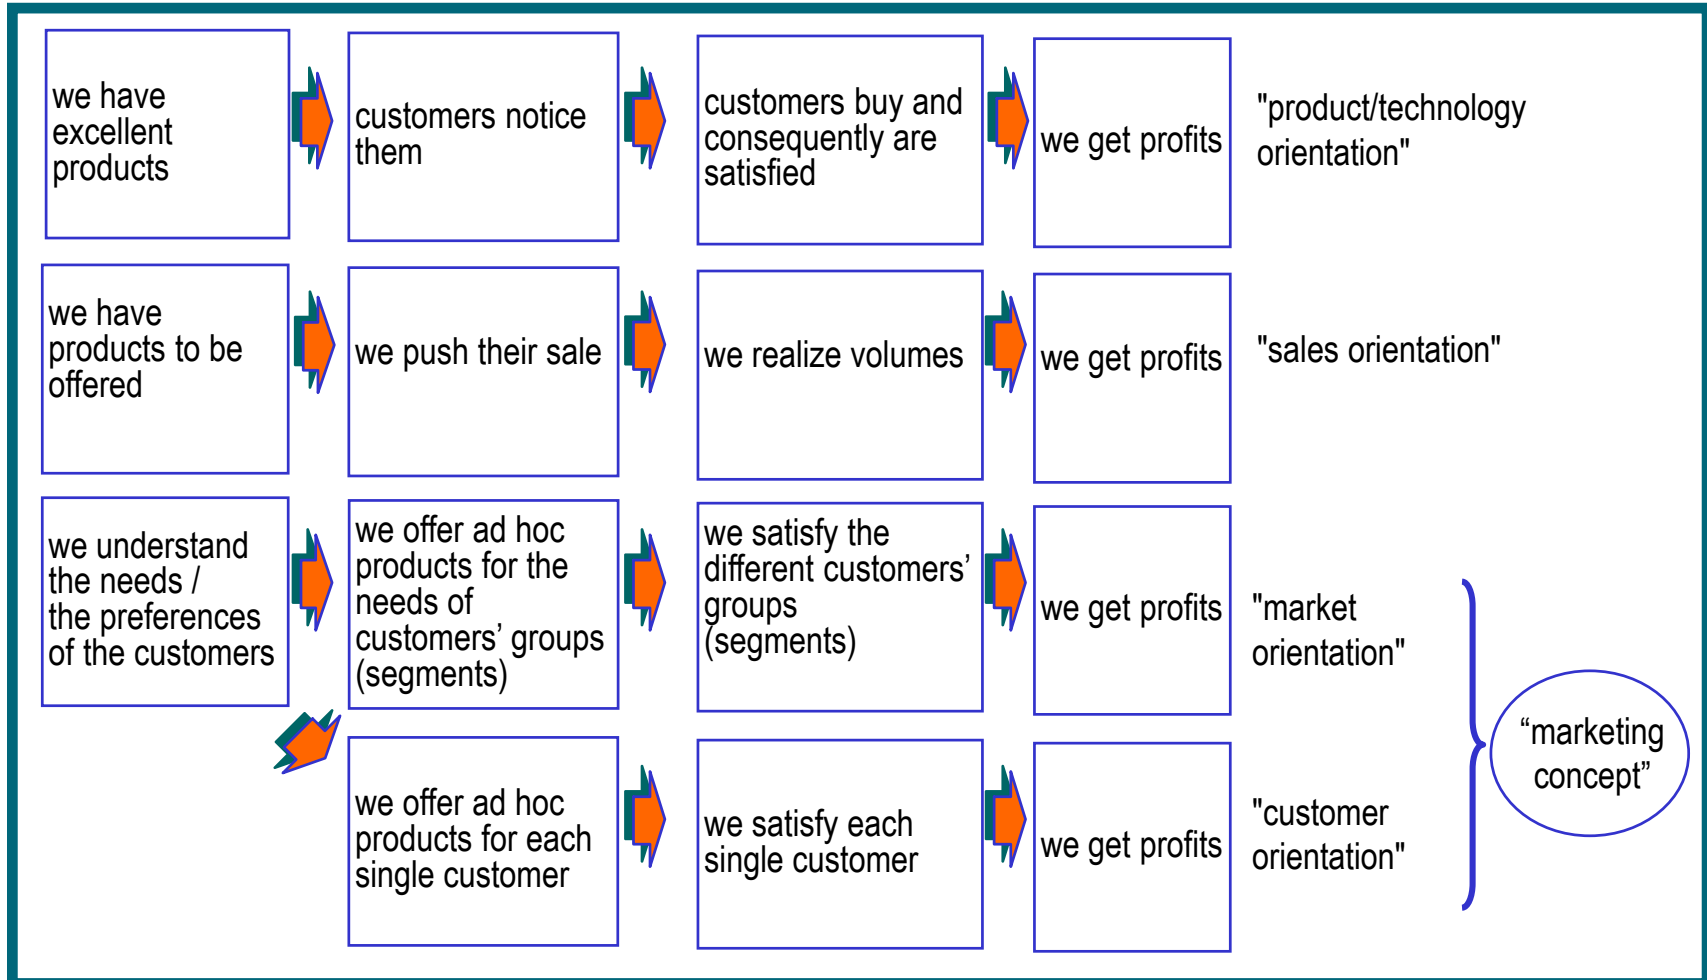 we have
excellent
products
customers notice
them
customers buy and
consequently are
satisfied
we get profits
"product/technology
orientation"
we have
products to be
offered
we push their sale
we realize volumes
we get profits
"sales orientation"
we understand
the needs /
the preferences
of the customers
we offer ad hoc
products for the
needs of
customers’ groups
(segments)
we satisfy the
different customers’
groups
(segments)
we get profits
"market
orientation"
we offer ad hoc
products for each
single customer
we satisfy each
single customer
we get profits
"customer
orientation"
“marketing
concept”